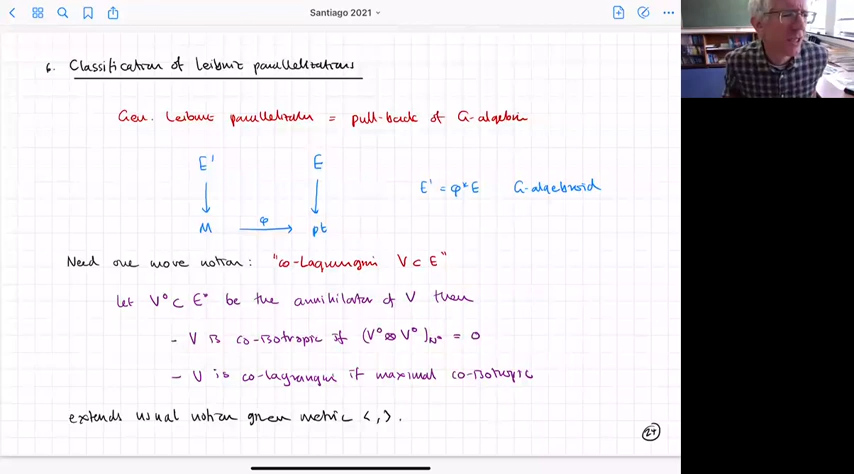 Santiago 2021
6. Classification of Leibniz parallelizations
Gen. Leibniz parallelization = pull-back of G-algebra
E' E
E' = φ*E G-algebroid
M φ pt
Need one more notion: "co-Lagrangian V ⊂ E"
Let V° ⊂ E* be the annihilator of V then
- V is co-isotropic if (V° ⊗ V°)_N* = 0
- V is co-lagrangian if maximal co-isotropic
extends usual notion given metric <,>.
24